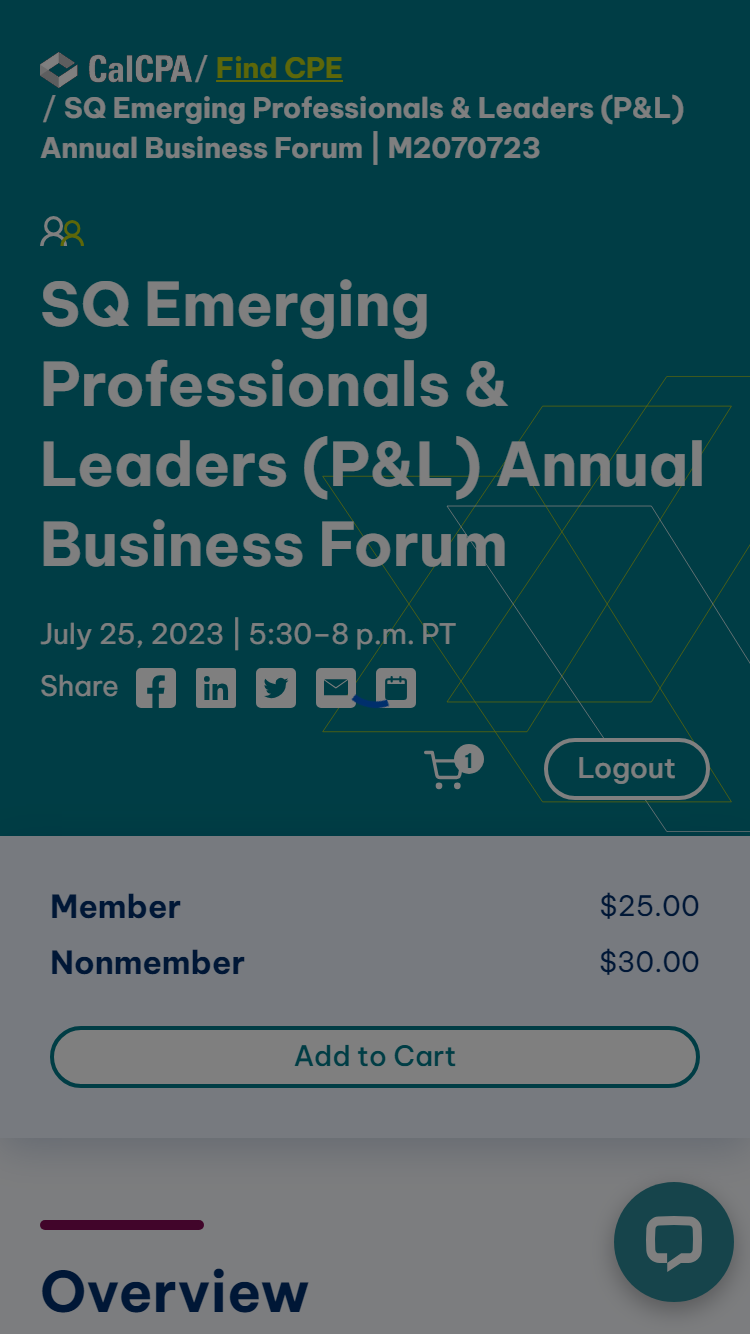 CalCPA / Find CPE
/ SQ Emerging Professionals & Leaders (P&L)
Annual Business Forum | M2070723
SQ Emerging
Professionals &
Leaders (P&L) Annual
Business Forum
July 25, 2023 | 5:30–8 p.m. PT
Share
1
Logout
Member $25.00
Nonmember $30.00
Add to Cart
Overview